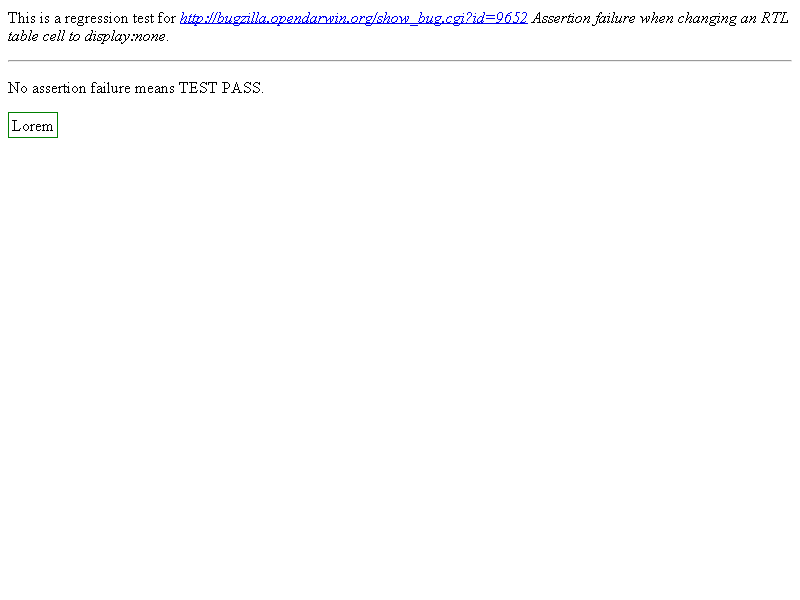 This is a regression test for http://bugzilla.opendarwin.org/show_bug.cgi?id=9652 Assertion failure when changing an RTL
table cell to display:none.
No assertion failure means TEST PASS.
Lorem